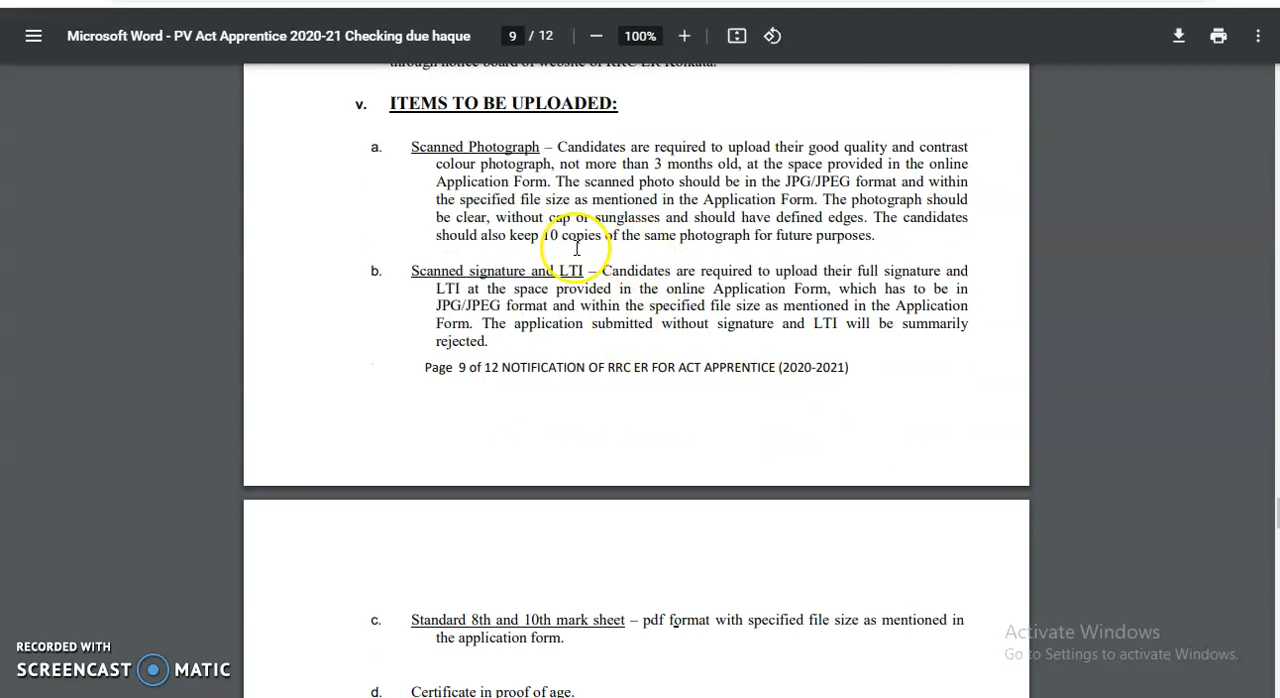 Microsoft Word - PV Act Apprentice 2020-21 Checking due haque
9 / 12
100%
through notice board of website of RRC ER Kolkata.
v. ITEMS TO BE UPLOADED:
a. Scanned Photograph – Candidates are required to upload their good quality and contrast
colour photograph, not more than 3 months old, at the space provided in the online
Application Form. The scanned photo should be in the JPG/JPEG format and within
the specified file size as mentioned in the Application Form. The photograph should
be clear, without cap or sunglasses and should have defined edges. The candidates
should also keep 10 copies of the same photograph for future purposes.
b. Scanned signature and LTI – Candidates are required to upload their full signature and
LTI at the space provided in the online Application Form, which has to be in
JPG/JPEG format and within the specified file size as mentioned in the Application
Form. The application submitted without signature and LTI will be summarily
rejected.
Page 9 of 12 NOTIFICATION OF RRC ER FOR ACT APPRENTICE (2020-2021)
c. Standard 8th and 10th mark sheet – pdf format with specified file size as mentioned in
the application form.
d. Certificate in proof of age.
Activate Windows
Go to Settings to activate Windows.
RECORDED WITH
SCREENCAST MATIC